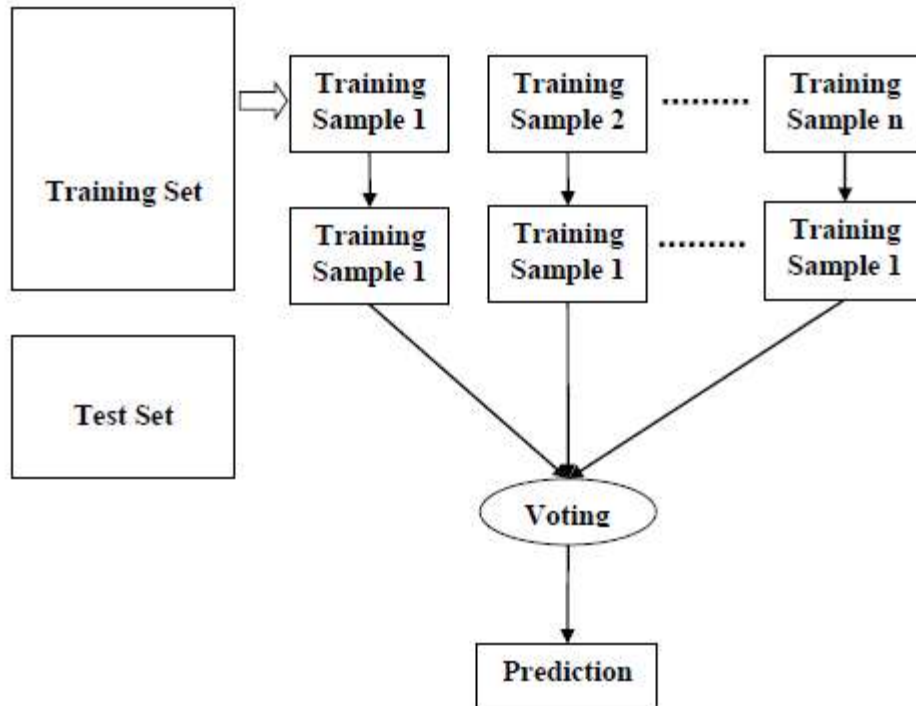 Training
Sample 1
Training
Sample 2
Training
Sample n
Training Set
Training
Sample 1
Training
Sample 1
Training
Sample 1
Test Set
Voting
Prediction